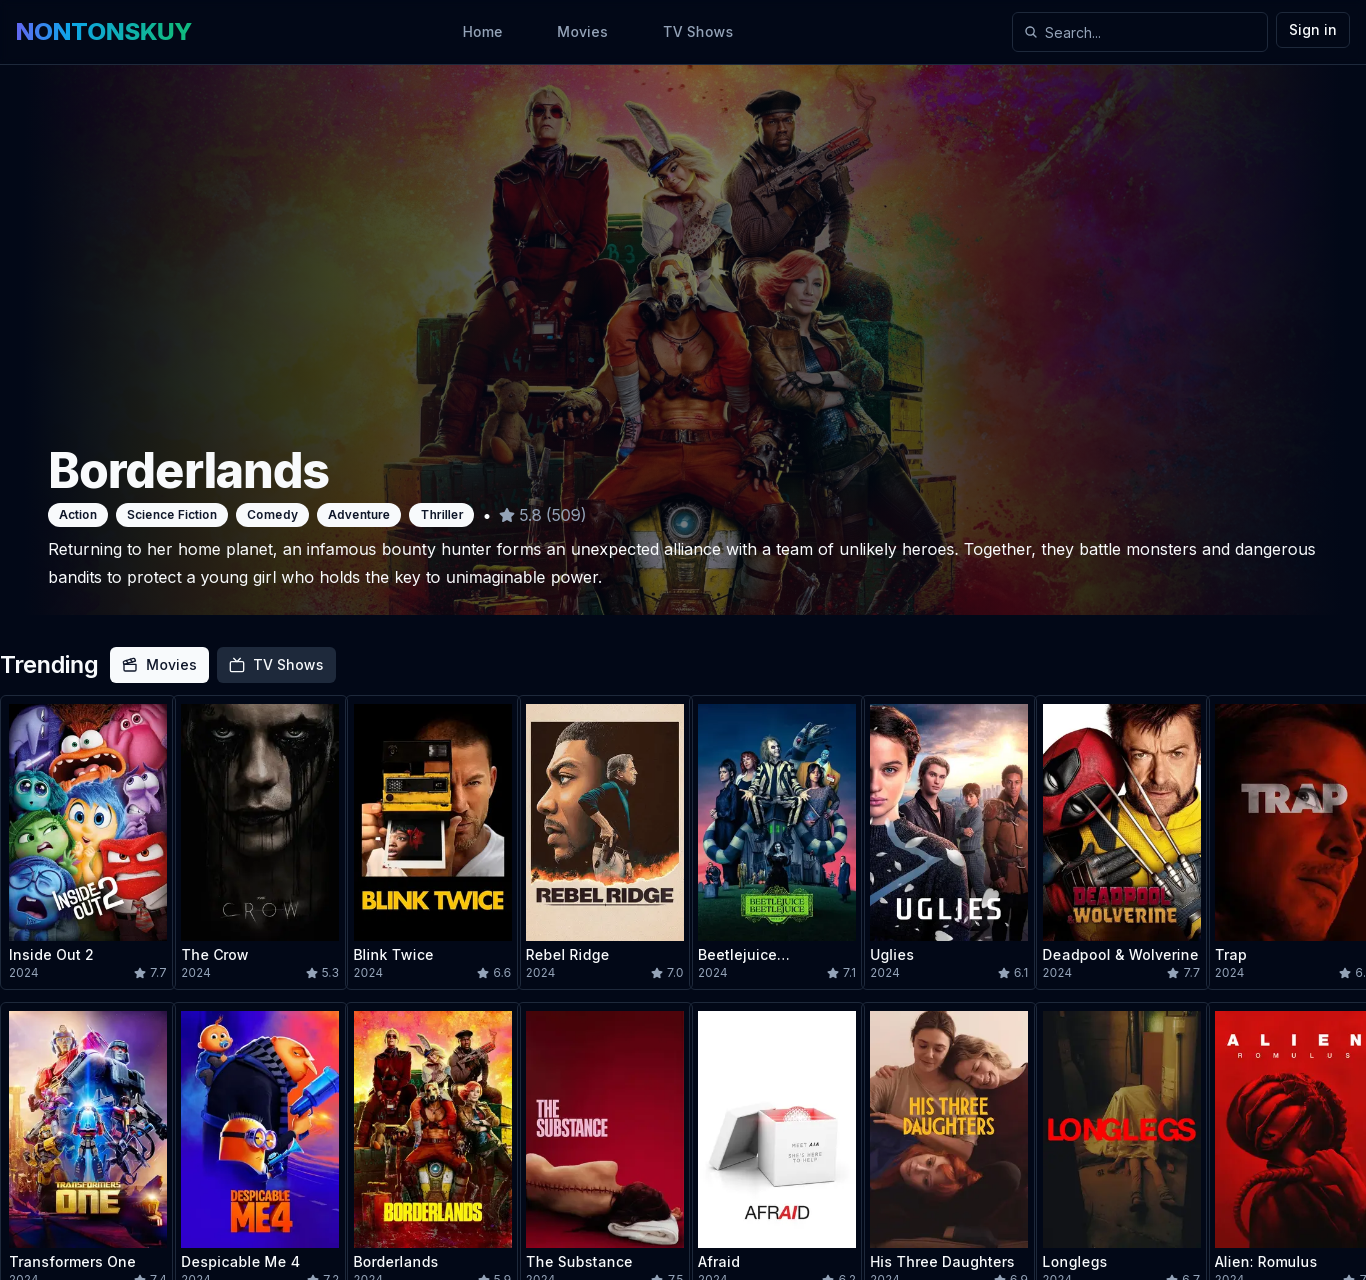 NONTONSKUY
Home Movies TV Shows
Search...
Sign in
Borderlands
Action Science Fiction Comedy Adventure Thriller • 5.8 (509)
Returning to her home planet, an infamous bounty hunter forms an unexpected alliance with a team of unlikely heroes. Together, they battle monsters and dangerous
bandits to protect a young girl who holds the key to unimaginable power.
Trending Movies TV Shows
INSIDE OUT 2
THE CROW
BLINK TWICE
REBEL RIDGE
BEETLEJUICE BEETLEJUICE
UGLIES
DEADPOOL & WOLVERINE
TRAP
Inside Out 2 The Crow Blink Twice Rebel Ridge Beetlejuice... Uglies Deadpool & Wolverine Trap
2024 7.7 2024 5.3 2024 6.6 2024 7.0 2024 7.1 2024 6.1 2024 7.7 2024 6.
TRANSFORMERS
ONE
DESPICABLE
ME 4
BORDERLANDS
THE
SUBSTANCE
MEET AIA
SHE'S HERE
TO HELP
AFRAID
HIS THREE
DAUGHTERS
LONGLEGS
ALIEN
ROMULUS
Transformers One Despicable Me 4 Borderlands The Substance Afraid His Three Daughters Longlegs Alien: Romulus
2024 7.4 2024 7.2 2024 5.9 2024 7.5 2024 6.2 2024 6.9 2024 6.7 2024